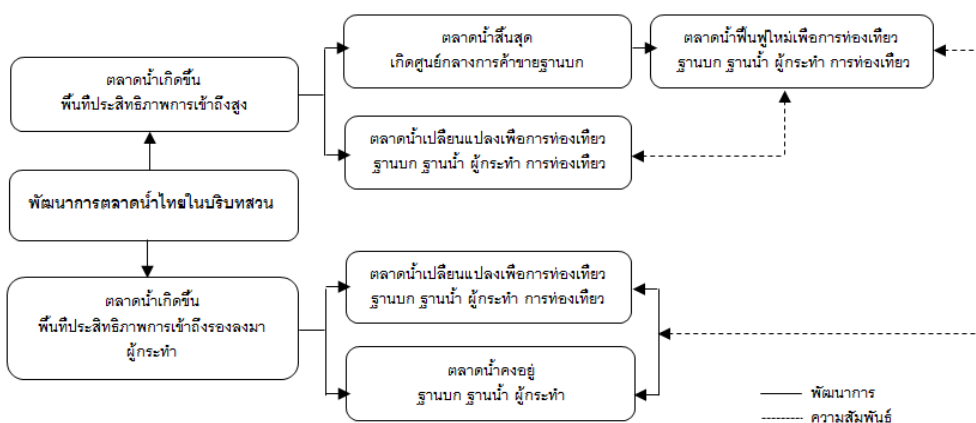 ตลาดน้ำสิ้นสุด
เกิดศูนย์กลางการค้าขายฐานบก
ตลาดน้ำฟื้นฟูใหม่เพื่อการท่องเที่ยว
ฐานบก ฐานน้ำ ผู้กระทำ การท่องเที่ยว
ตลาดน้ำเกิดขึ้น
พื้นที่ประสิทธิภาพการเข้าถึงสูง
ตลาดน้ำเปลี่ยนแปลงเพื่อการท่องเที่ยว
ฐานบก ฐานน้ำ ผู้กระทำ การท่องเที่ยว
พัฒนาการตลาดน้ำไทยในบริบทสวน
ตลาดน้ำเกิดขึ้น
พื้นที่ประสิทธิภาพการเข้าถึงรองลงมา
ผู้กระทำ
ตลาดน้ำเปลี่ยนแปลงเพื่อการท่องเที่ยว
ฐานบก ฐานน้ำ ผู้กระทำ การท่องเที่ยว
ตลาดน้ำคงอยู่
ฐานบก ฐานน้ำ ผู้กระทำ
พัฒนาการ
ความสัมพันธ์